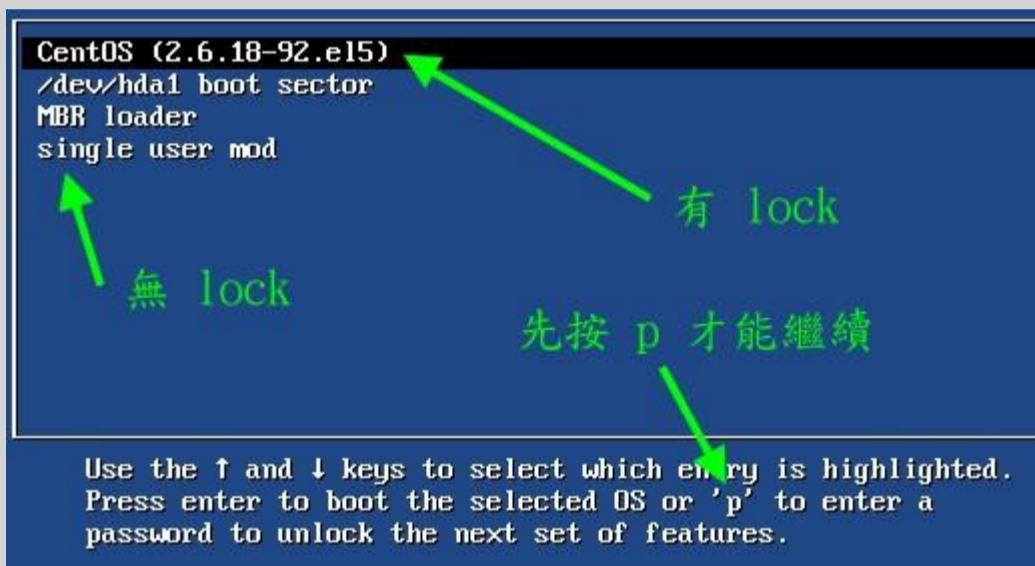 CentOS (2.6.18-92.el5)
/dev/hda1 boot sector
MBR loader
single user mod
有 lock
無 lock
先按 p 才能繼續
Use the ↑ and ↓ keys to select which entry is highlighted.
Press enter to boot the selected OS or 'p' to enter a
password to unlock the next set of features.